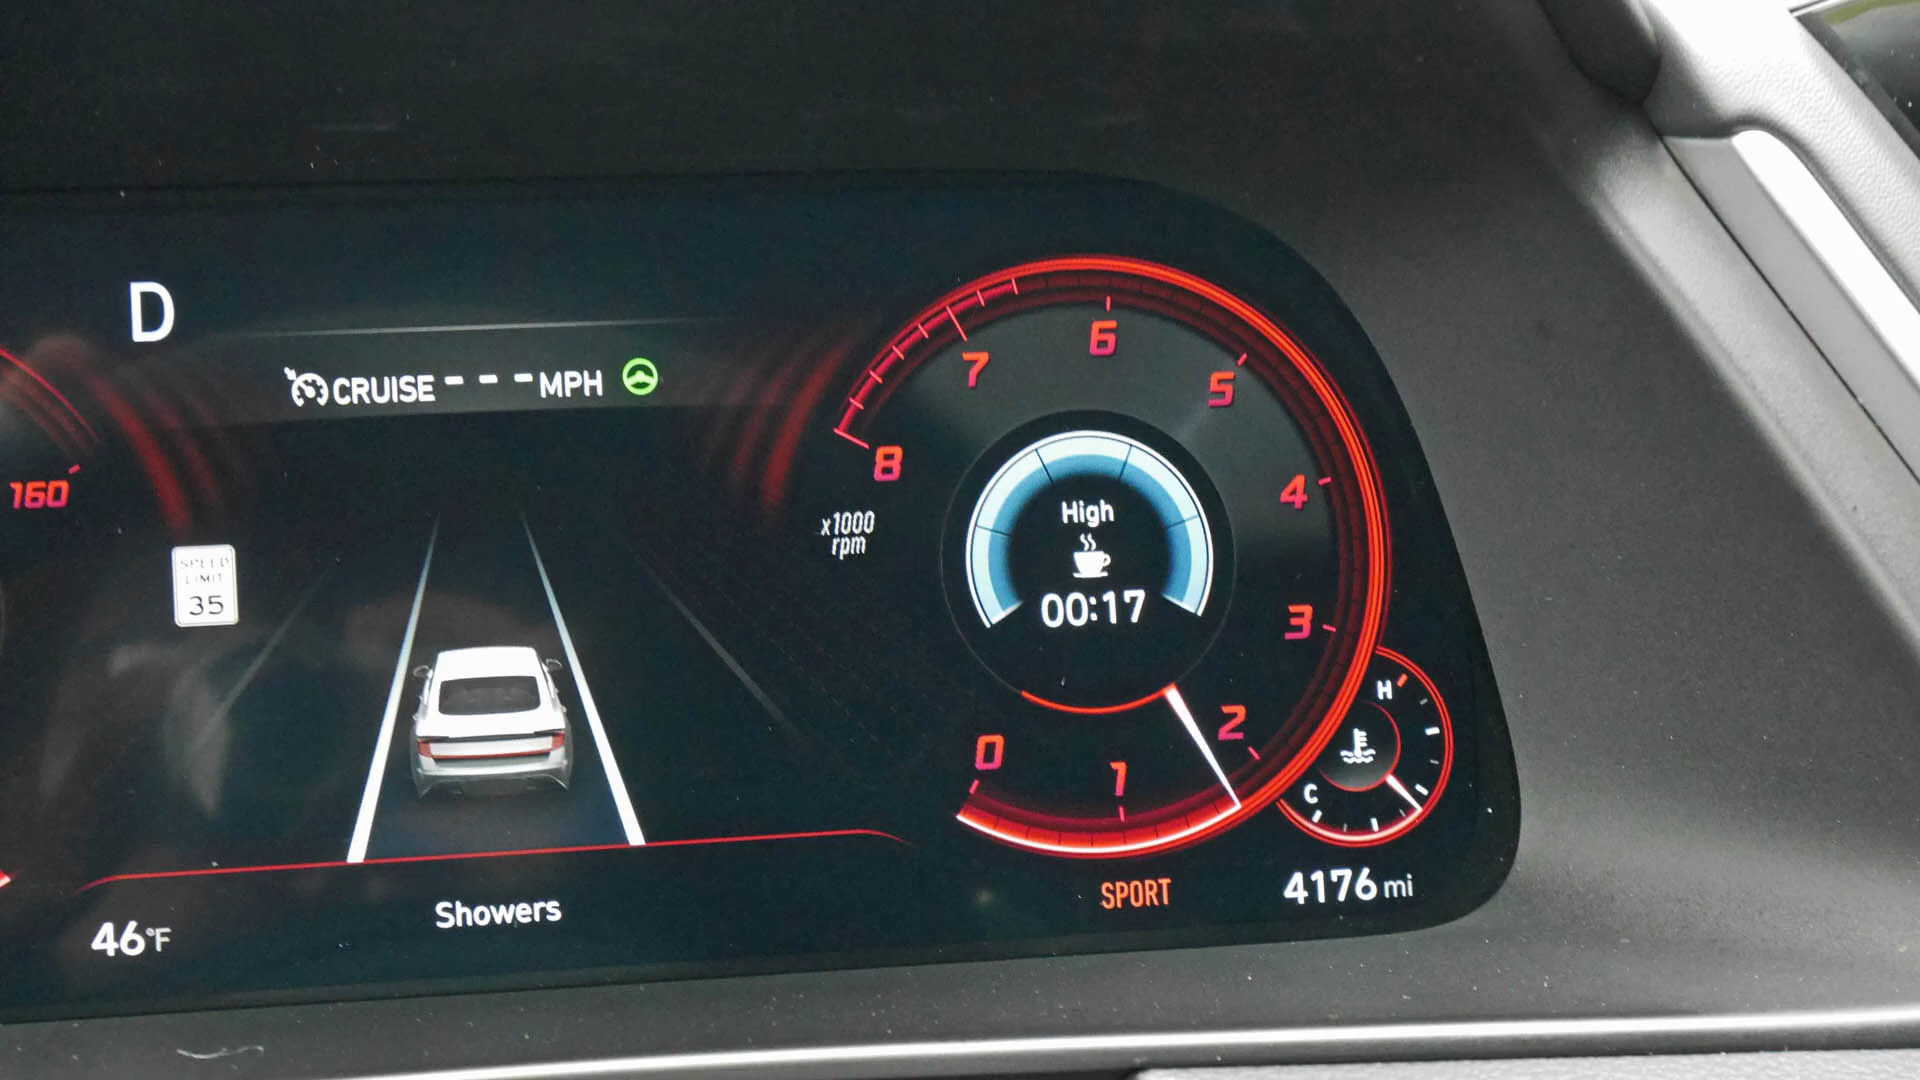 D
CRUISE --- MPH
160
SPEED
LIMIT
35
46°F
Showers
8
7
6
5
4
3
2
1
0
x1000
rpm
High
00:17
H
C
SPORT
4176 mi